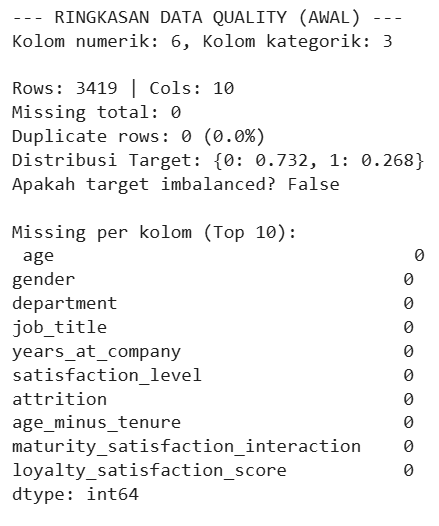 --- RINGKASAN DATA QUALITY (AWAL) ---
Kolom numerik: 6, Kolom kategorik: 3
Rows: 3419 | Cols: 10
Missing total: 0
Duplicate rows: 0 (0.0%)
Distribusi Target: {0: 0.732, 1: 0.268}
Apakah target imbalanced? False
Missing per kolom (Top 10):
age 0
gender 0
department 0
job_title 0
years_at_company 0
satisfaction_level 0
attrition 0
age_minus_tenure 0
maturity_satisfaction_interaction 0
loyalty_satisfaction_score 0
dtype: int64